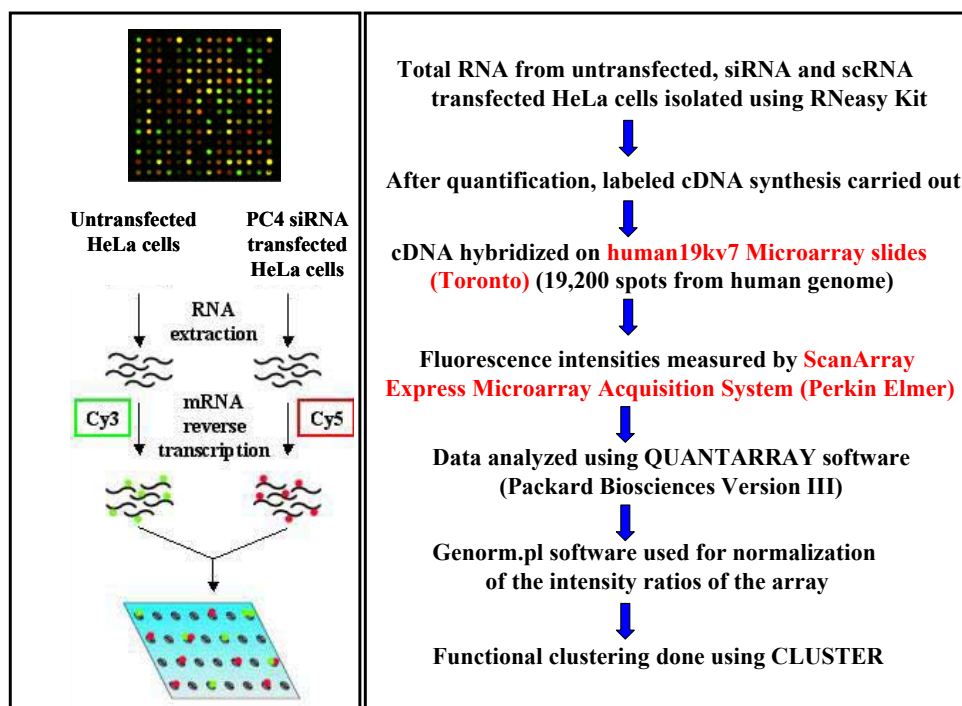 Untransfected
HeLa cells
PC4 siRNA
transfected
HeLa cells
RNA
extraction
Cy3
mRNA
reverse
transcription
Cy5
Total RNA from untransfected, siRNA and scRNA
transfected HeLa cells isolated using RNeasy Kit
After quantification, labeled cDNA synthesis carried out
cDNA hybridized on human19kv7 Microarray slides
(Toronto) (19,200 spots from human genome)
Fluorescence intensities measured by ScanArray
Express Microarray Acquisition System (Perkin Elmer)
Data analyzed using QUANTARRAY software
(Packard Biosciences Version III)
Genorm.pl software used for normalization
of the intensity ratios of the array
Functional clustering done using CLUSTER